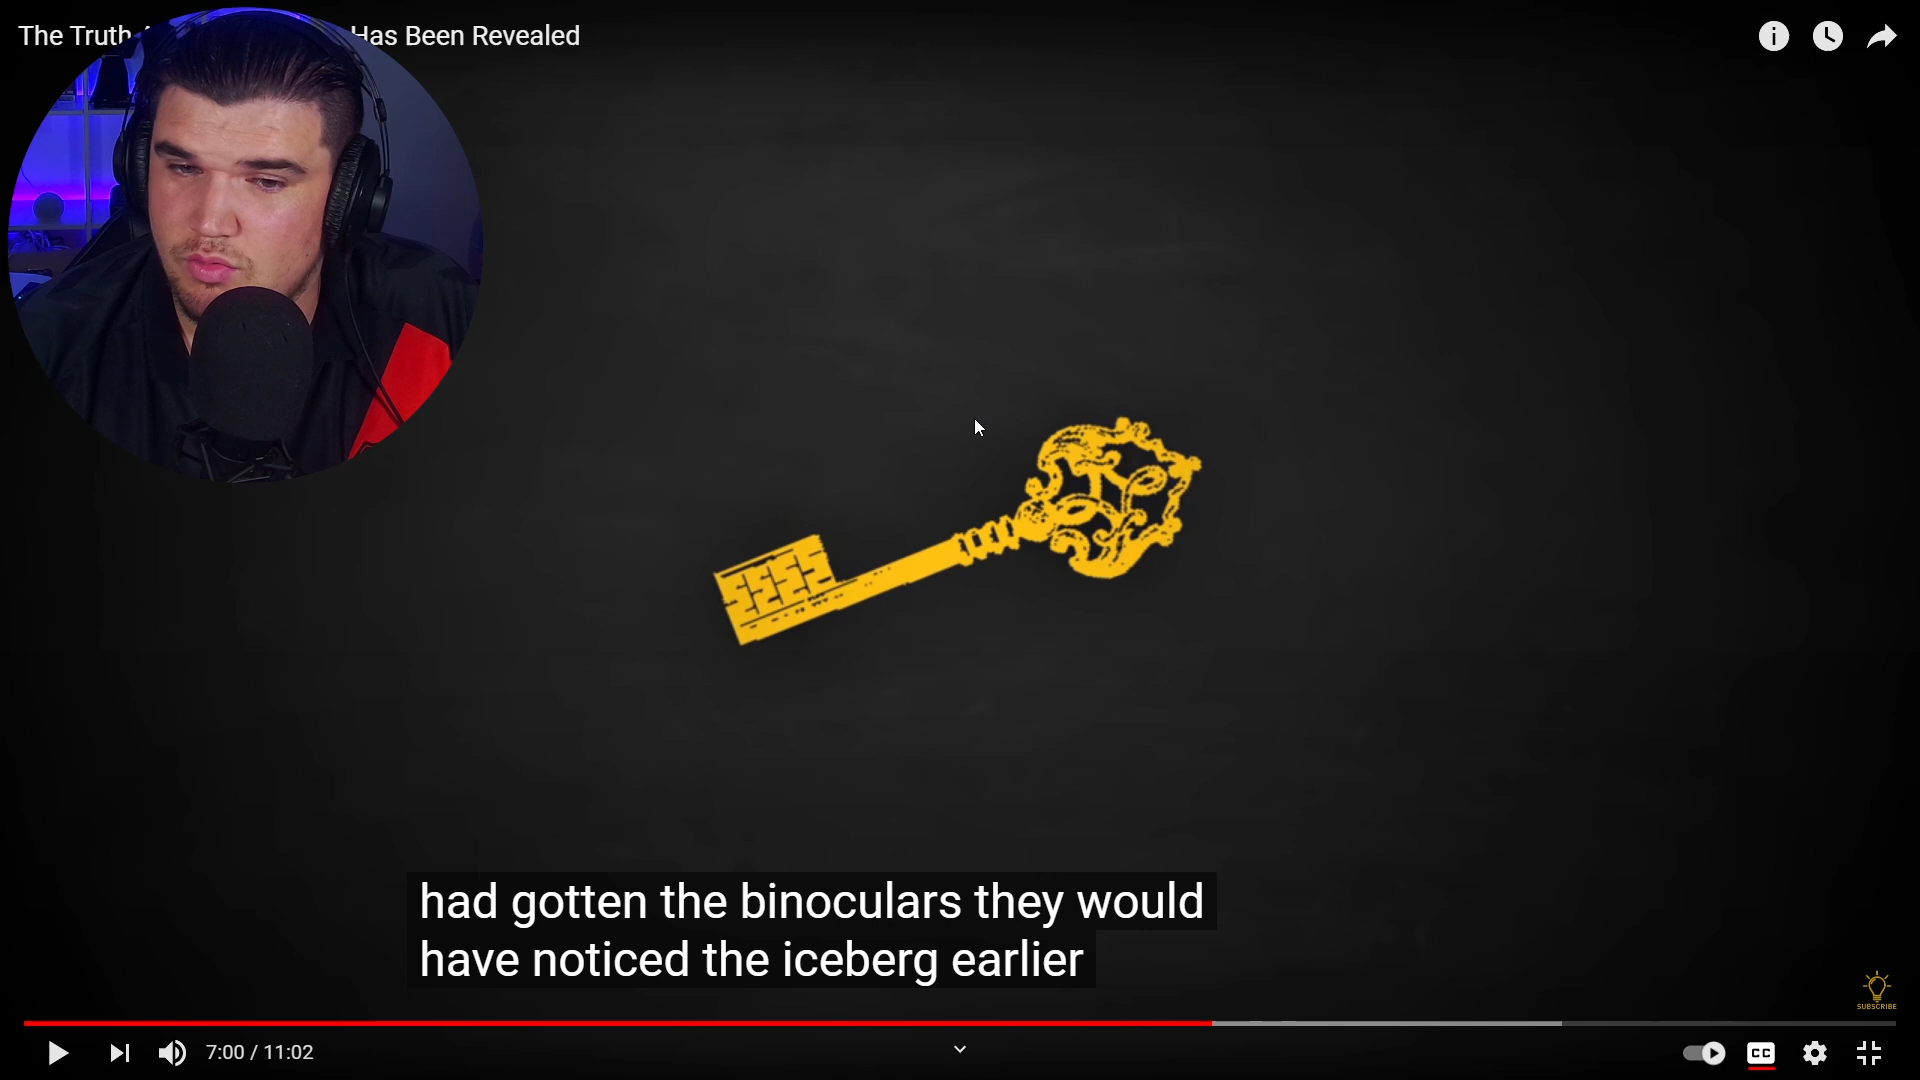 The Truth
Has Been Revealed
had gotten the binoculars they would
have noticed the iceberg earlier
SUBSCRIBE
7:00 / 11:02
CC